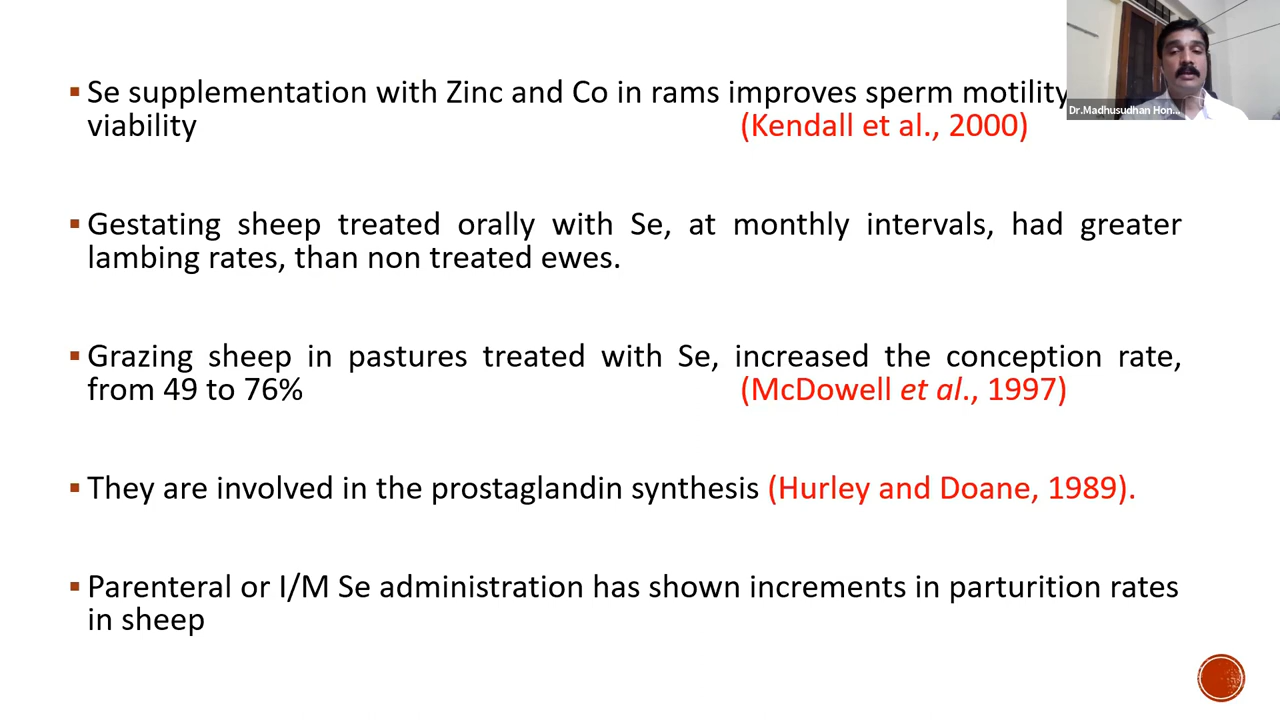 Se supplementation with Zinc and Co in rams improves sperm motility
viability (Kendall et al., 2000)
Dr.Madhusudhan Hon...
Gestating sheep treated orally with Se, at monthly intervals, had greater
lambing rates, than non treated ewes.
Grazing sheep in pastures treated with Se, increased the conception rate,
from 49 to 76% (McDowell et al., 1997)
They are involved in the prostaglandin synthesis (Hurley and Doane, 1989).
Parenteral or I/M Se administration has shown increments in parturition rates
in sheep